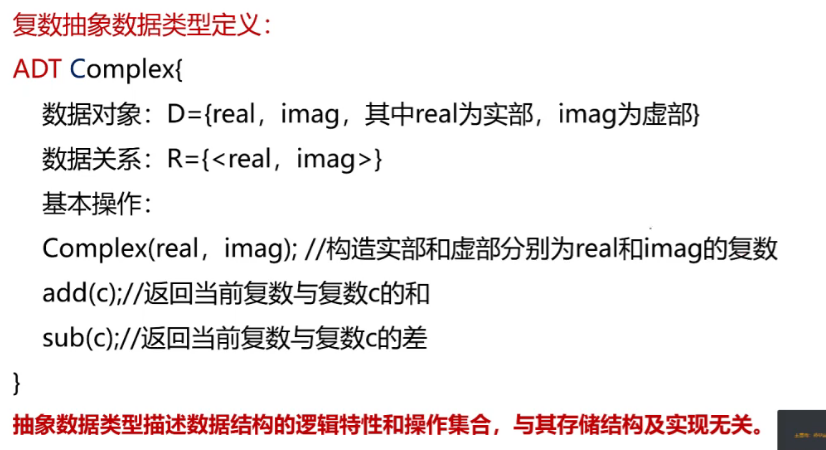 复数抽象数据类型定义：
ADT Complex{
数据对象：D={real，imag，其中real为实部，imag为虚部}
数据关系：R={<real，imag>}
基本操作：
Complex(real，imag); //构造实部和虚部分别为real和imag的复数
add(c);//返回当前复数与复数c的和
sub(c);//返回当前复数与复数c的差
}
抽象数据类型描述数据结构的逻辑特性和操作集合，与其存储结构及实现无关。